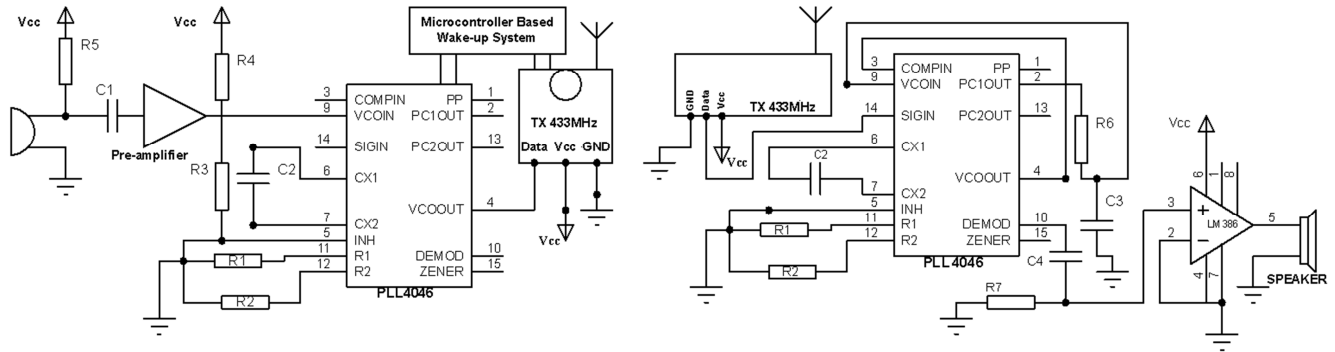 Vcc
R5
C1
Pre-amplifier
Vcc
R4
R3
C2
R1
R2
Microcontroller Based
Wake-up System
3 COMPIN PP 1
9 VCOIN PC1OUT 2
14 SIGIN PC2OUT 13
6 CX1
7 CX2 VCOOUT 4
5 INH
11 R1 DEMOD 10
12 R2 ZENER 15
PLL4046
TX 433MHz
Data Vcc GND
Vcc
GND
Data
Vcc
TX 433MHz
Vcc
C2
R1
R2
3 COMPIN PP 1
9 VCOIN PC1OUT 2
14 SIGIN PC2OUT 13
6 CX1
VCOOUT 4
7 CX2
5 INH
11 R1 DEMOD 10
12 R2 ZENER 15
PLL4046
R6
C3
C4
R7
Vcc
6 1 8
3 +
LM386
5
2 −
4 7
SPEAKER